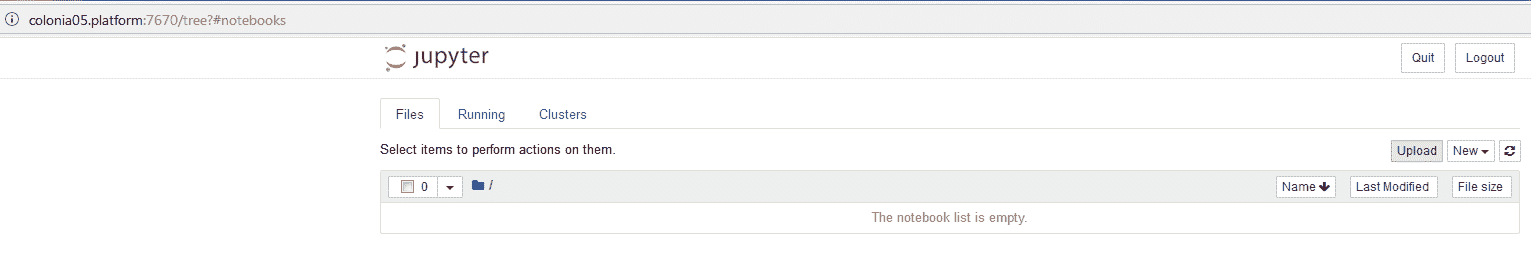 colonia05.platform:7670/tree?#notebooks
jupyter
Quit Logout
Files Running Clusters
Select items to perform actions on them.
Upload New
0 / Name Last Modified File size
The notebook list is empty.